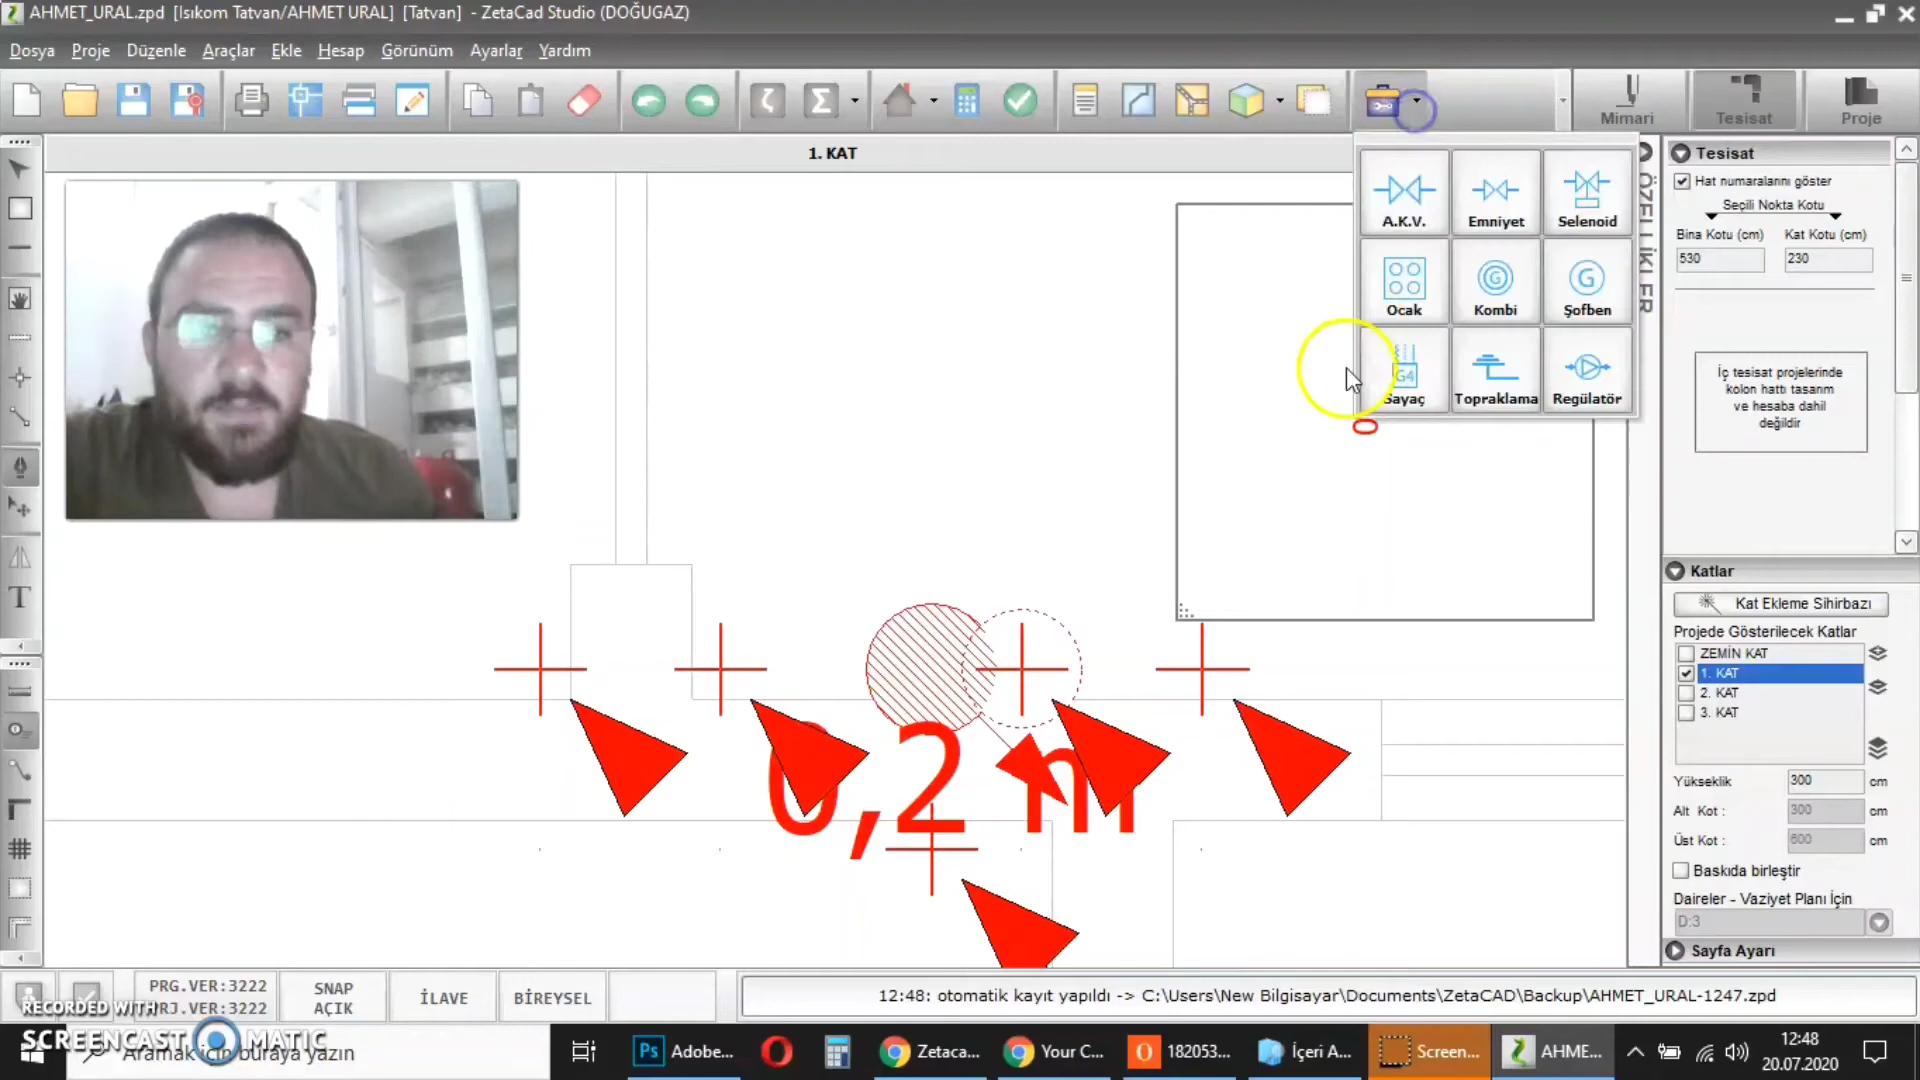 AHMET_URAL.zpd [Isıkom Tatvan/AHMET URAL] [Tatvan] - ZetaCad Studio (DOĞUGAZ)
Dosya Proje Düzenle Araçlar Ekle Hesap Görünüm Ayarlar Yardım
Mimari Tesisat Proje
1. KAT
A.K.V. Emniyet Selenoid
Ocak Kombi Şofben
G4
Sayaç Topraklama Regülatör
ÖZELLİKLER
Tesisat
Hat numaralarını göster
Seçili Nokta Kotu
Bina Kotu (cm) Kat Kotu (cm)
530 230
İç tesisat projelerinde
kolon hattı tasarım
ve hesaba dahil
değildir
0,2 m
Katlar
Kat Ekleme Sihirbazı
Projede Gösterilecek Katlar
ZEMİN KAT
1. KAT
2. KAT
3. KAT
Yükseklik 300 cm
Alt Kot : 300
Üst Kot : 600 cm
Baskıda birleştir
Daireler - Vaziyet Planı İçin
D:3
Sayfa Ayarı
PRG.VER:3222
PRJ.VER:3222
SNAP
AÇIK
İLAVE
BİREYSEL
12:48: otomatik kayıt yapıldı -> C:\Users\New Bilgisayar\Documents\ZetaCAD\Backup\AHMET_URAL-1247.zpd
RECORDED WITH
SCREENCAST MATIC
Aramak için buraya yazın
Ps Adobe...
Zetaca...
Your C...
182053...
İçeri A...
Screen...
AHME...
12:48
20.07.2020